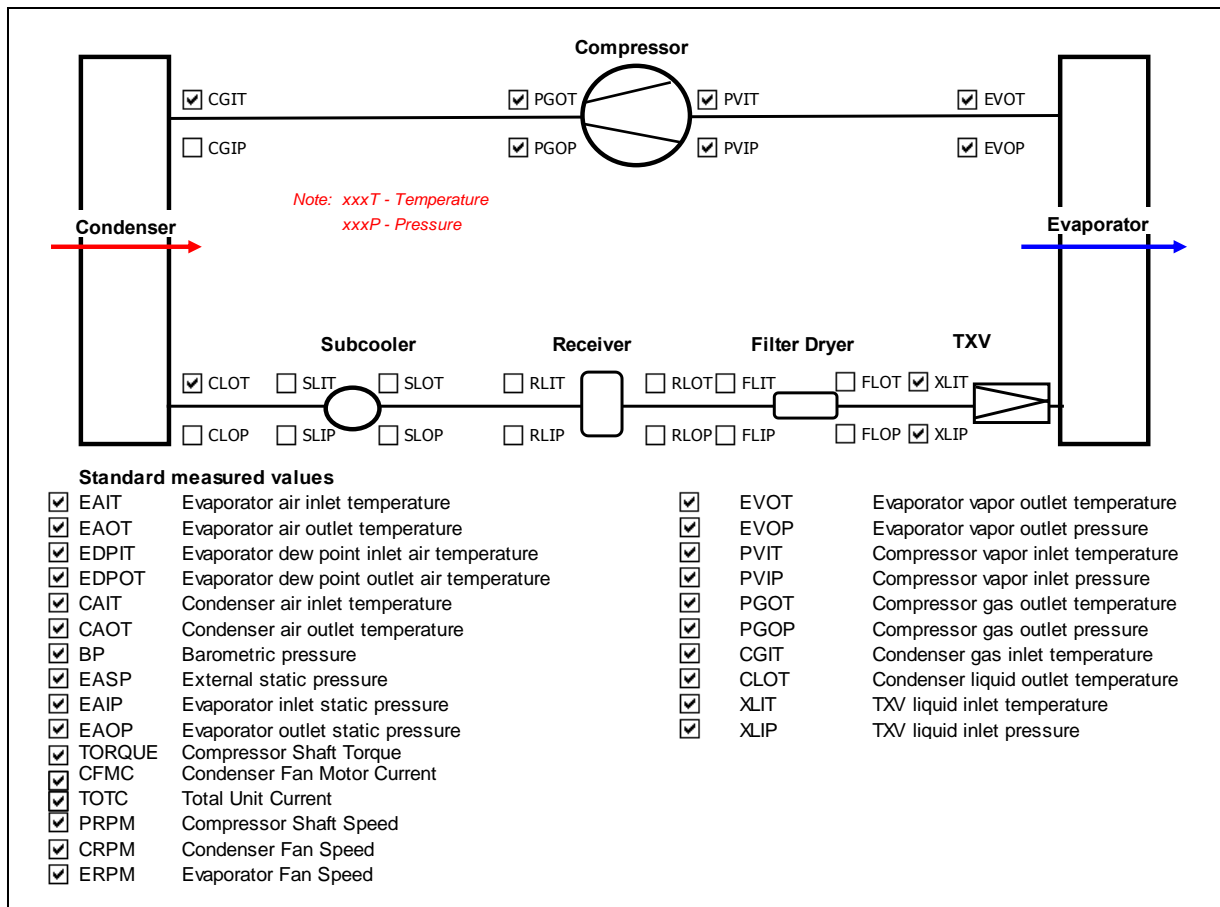 Compressor
CGIT PGOT PVIT EVOT
CGIP PGOP PVIP EVOP
Note: xxxT - Temperature
xxxP - Pressure
Condenser Evaporator
Subcooler Receiver Filter Dryer TXV
CLOT SLIT SLOT RLIT RLOT FLIT FLOT XLIT
CLOP SLIP SLOP RLIP RLOP FLIP FLOP XLIP
Standard measured values
EAIT Evaporator air inlet temperature
EAOT Evaporator air outlet temperature
EDPIT Evaporator dew point inlet air temperature
EDPOT Evaporator dew point outlet air temperature
CAIT Condenser air inlet temperature
CAOT Condenser air outlet temperature
BP Barometric pressure
EASP External static pressure
EAIP Evaporator inlet static pressure
EAOP Evaporator outlet static pressure
TORQUE Compressor Shaft Torque
CFMC Condenser Fan Motor Current
TOTC Total Unit Current
PRPM Compressor Shaft Speed
CRPM Condenser Fan Speed
ERPM Evaporator Fan Speed
EVOT Evaporator vapor outlet temperature
EVOP Evaporator vapor outlet pressure
PVIT Compressor vapor inlet temperature
PVIP Compressor vapor inlet pressure
PGOT Compressor gas outlet temperature
PGOP Compressor gas outlet pressure
CGIT Condenser gas inlet temperature
CLOT Condenser liquid outlet temperature
XLIT TXV liquid inlet temperature
XLIP TXV liquid inlet pressure